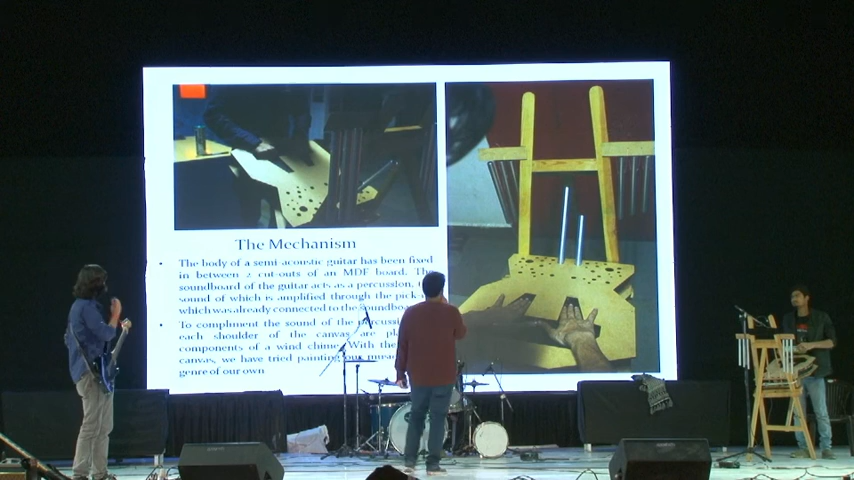 The Mechanism
• The body of a semi-acoustic guitar has been fixed
in between 2 cut-outs of an MDF board. The
soundboard of the guitar acts as a percussion,
sound of which is amplified through the
which was already connected to the soundboa
• To compliment the sound of the percussi
each shoulder of the canvas are
components of a wind chime. With the
canvas, we have tried painting our
genre of our own